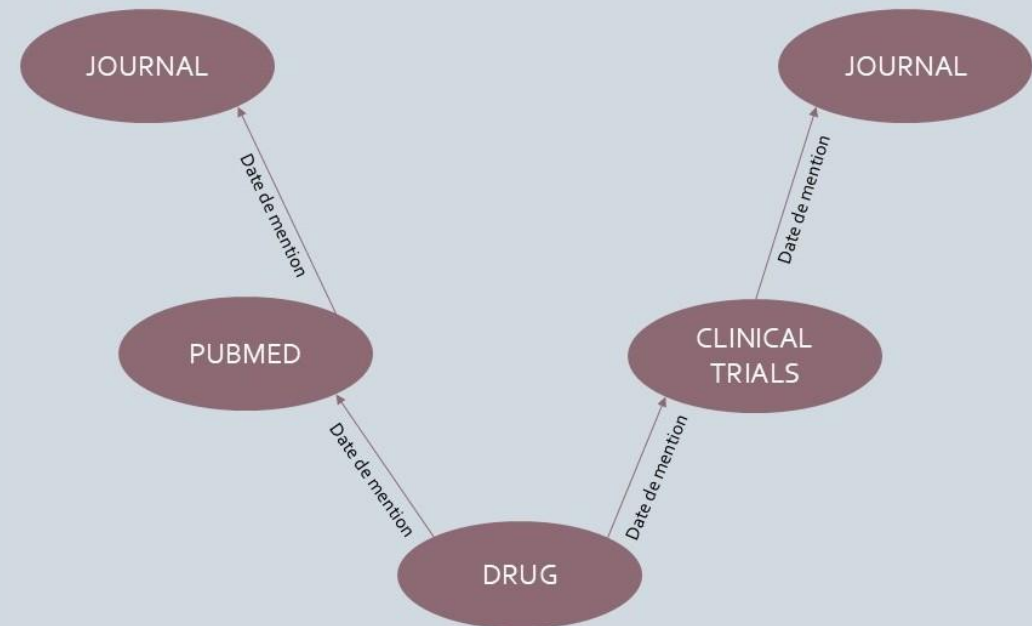 JOURNAL
JOURNAL
Date de mention
Date de mention
PUBMED
CLINICAL
TRIALS
Date de mention
Date de mention
DRUG